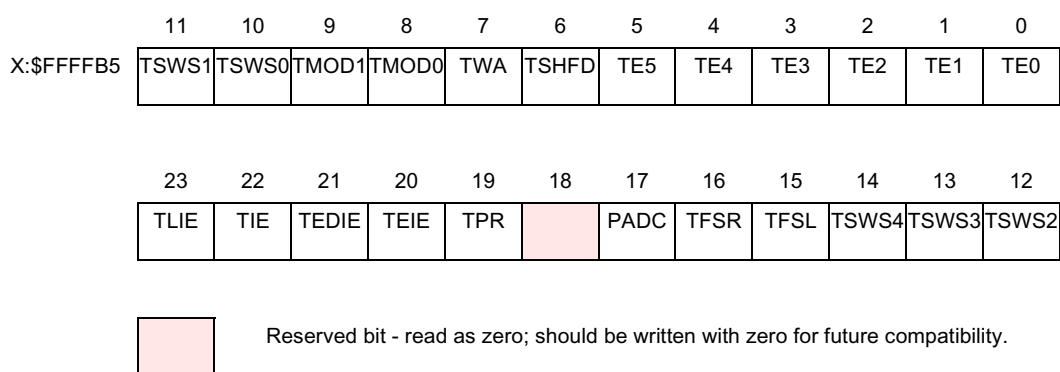 11 10 9 8 7 6 5 4 3 2 1 0
X:$FFFFB5 TSWS1 TSWS0 TMOD1 TMOD0 TWA TSHFD TE5 TE4 TE3 TE2 TE1 TE0
23 22 21 20 19 18 17 16 15 14 13 12
TLIE TIE TEDIE TEIE TPR PADC TFSR TFSL TSWS4 TSWS3 TSWS2
Reserved bit - read as zero; should be written with zero for future compatibility.